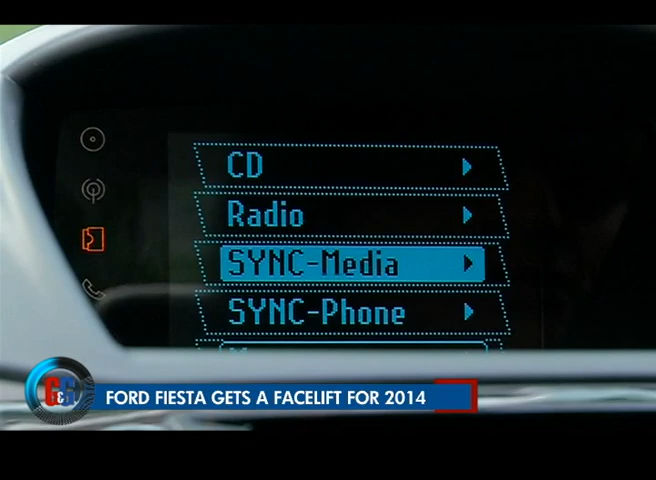 CD
Radio
SYNC-Media
SYNC-Phone
G&G
FORD FIESTA GETS A FACELIFT FOR 2014